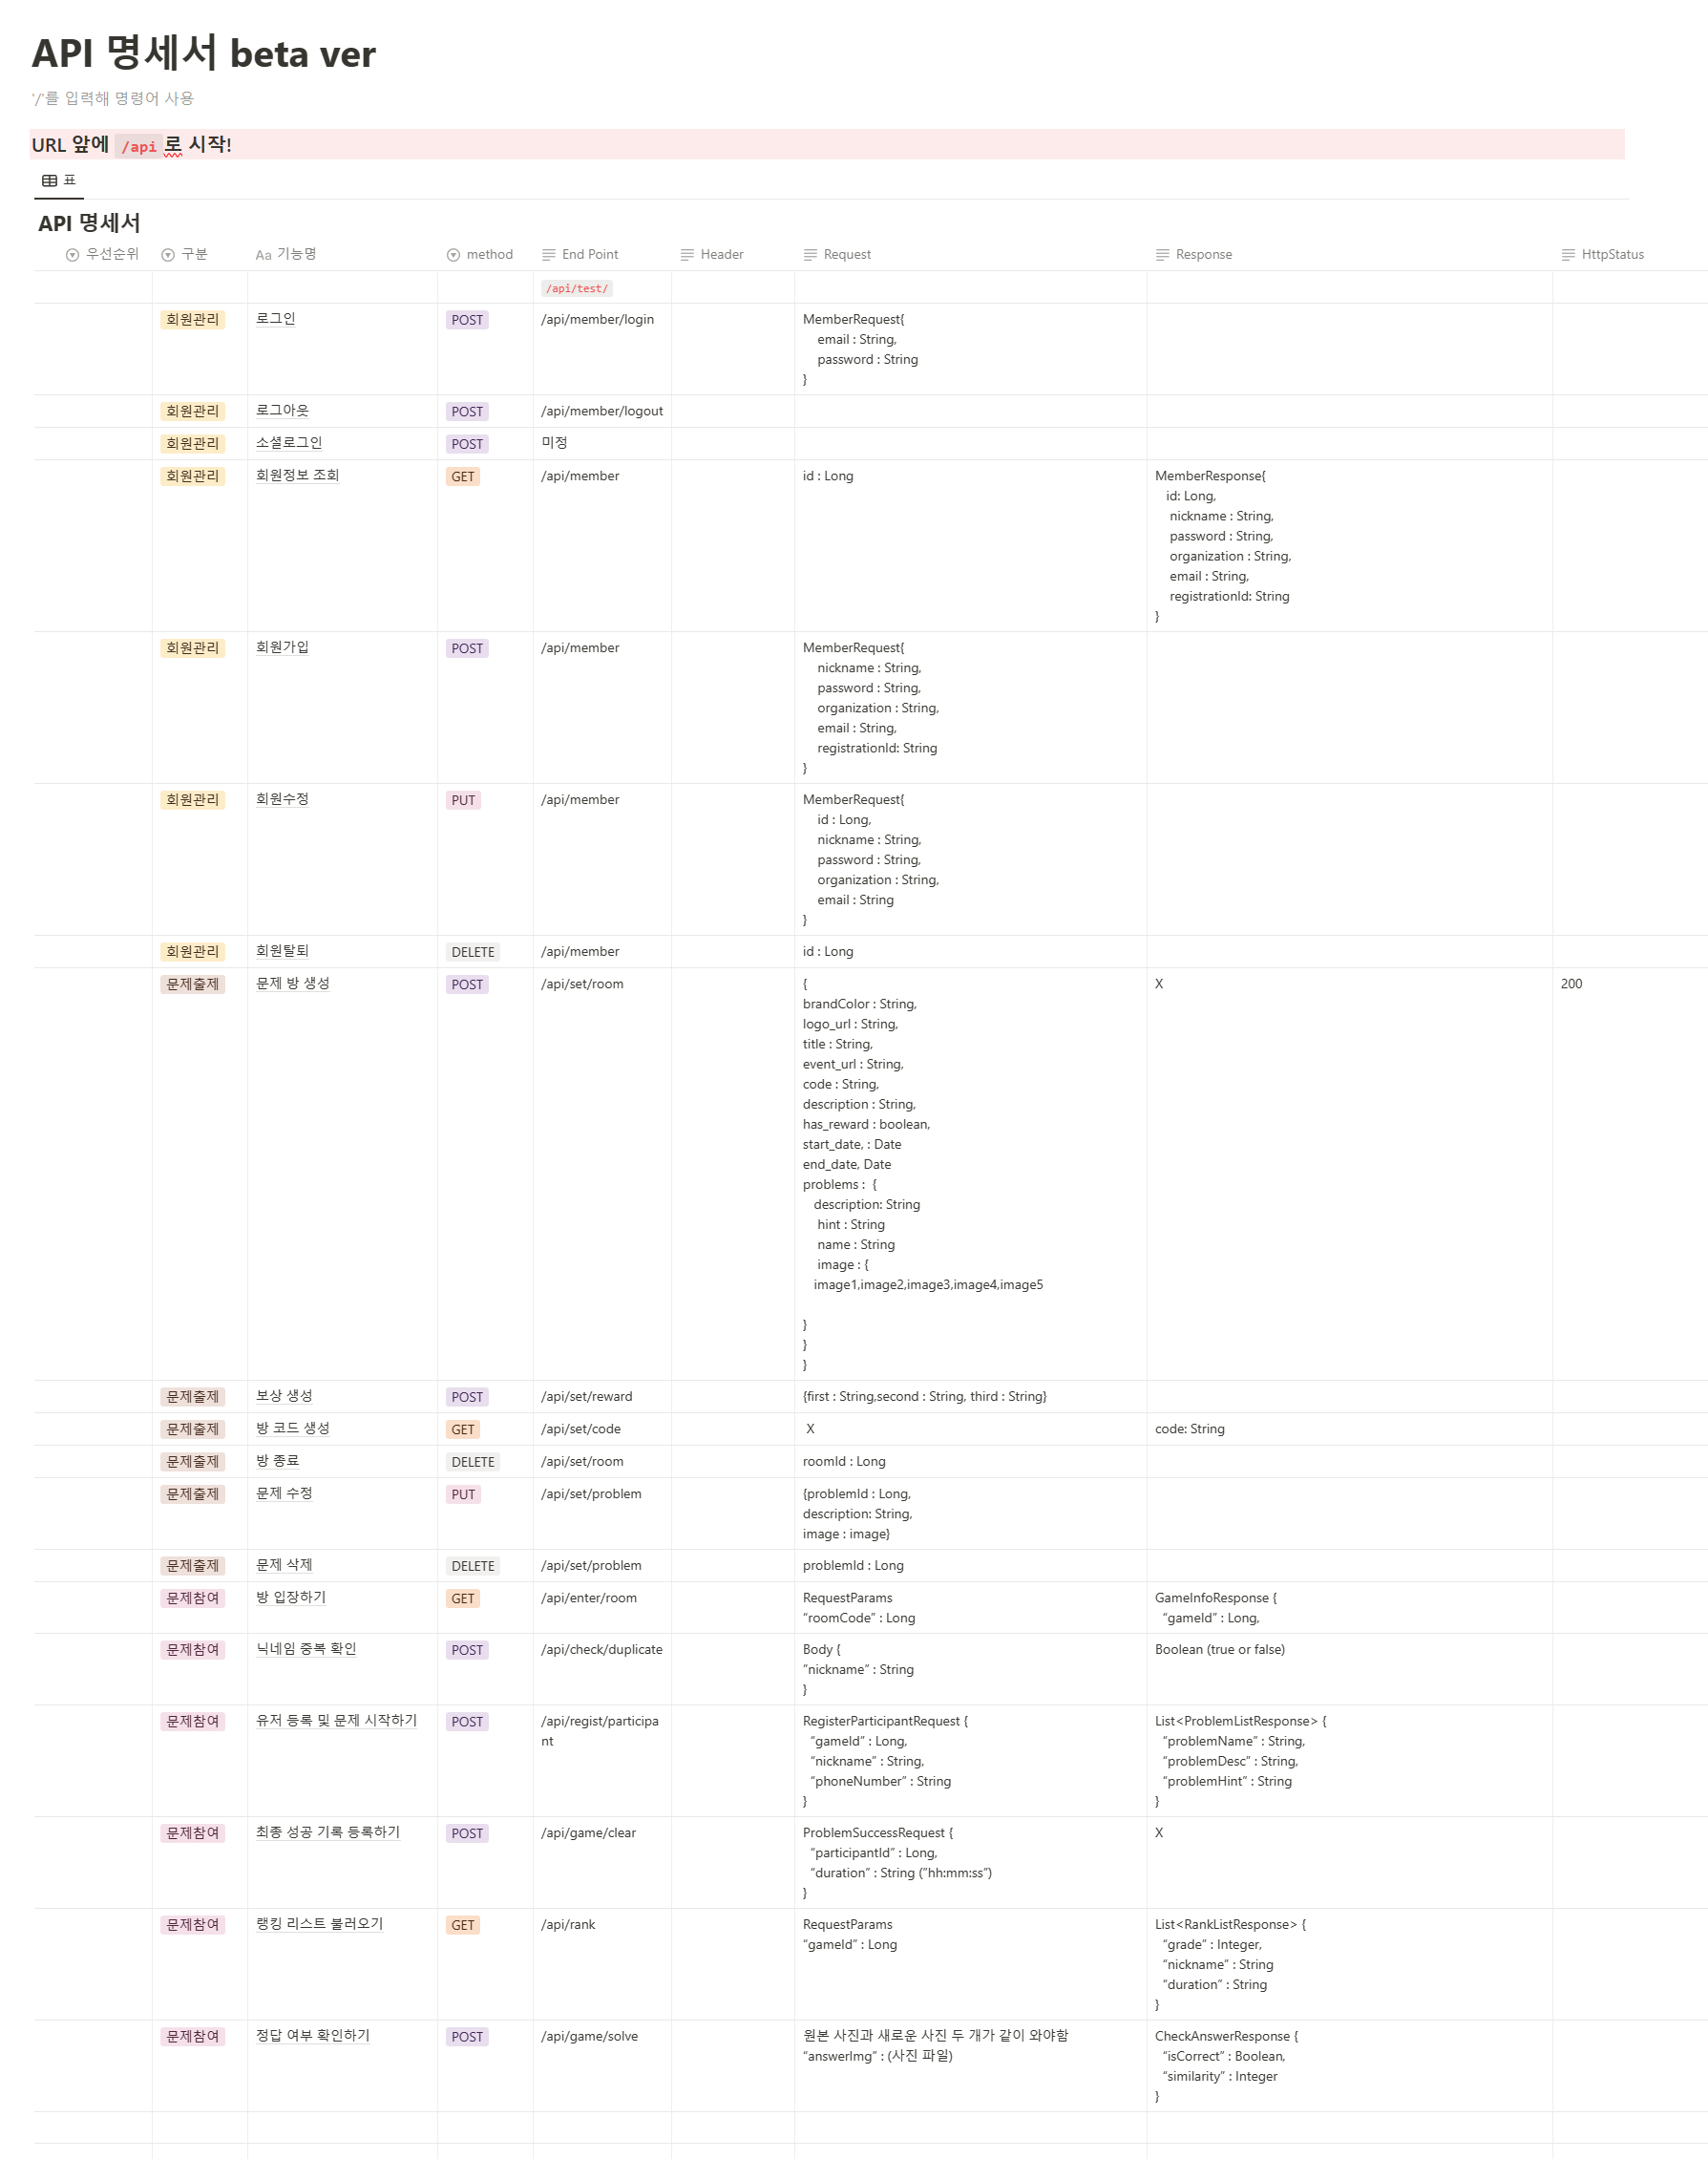 API 명세서 beta ver
'/'를 입력해 명령어 사용
URL 앞에 /api 로 시작!
표
API 명세서
우선순위 구분 Aa 기능명 method End Point Header Request Response HttpStatus
/api/test/
회원관리 로그인 POST /api/member/login MemberRequest{
email : String,
password : String
}
회원관리 로그아웃 POST /api/member/logout
회원관리 소셜로그인 POST 미정
회원관리 회원정보 조회 GET /api/member id : Long MemberResponse{
id: Long,
nickname : String,
password : String,
organization : String,
email : String,
registrationId: String
}
회원관리 회원가입 POST /api/member MemberRequest{
nickname : String,
password : String,
organization : String,
email : String,
registrationId: String
}
회원관리 회원수정 PUT /api/member MemberRequest{
id : Long,
nickname : String,
password : String,
organization : String,
email : String
}
회원관리 회원탈퇴 DELETE /api/member id : Long
문제출제 문제 방 생성 POST /api/set/room { X 200
brandColor : String,
logo_url : String,
title : String,
event_url : String,
code : String,
description : String,
has_reward : boolean,
start_date, : Date
end_date, Date
problems : {
description: String
hint : String
name : String
image : {
image1,image2,image3,image4,image5
}
}
}
문제출제 보상 생성 POST /api/set/reward {first : String,second : String, third : String}
문제출제 방 코드 생성 GET /api/set/code X code: String
문제출제 방 종료 DELETE /api/set/room roomId : Long
문제출제 문제 수정 PUT /api/set/problem {problemId : Long,
description: String,
image : image}
문제출제 문제 삭제 DELETE /api/set/problem problemId : Long
문제참여 방 입장하기 GET /api/enter/room RequestParams GameInfoResponse {
“roomCode” : Long “gameId” : Long,
문제참여 닉네임 중복 확인 POST /api/check/duplicate Body { Boolean (true or false)
“nickname” : String
}
문제참여 유저 등록 및 문제 시작하기 POST /api/regist/participa RegisterParticipantRequest { List<ProblemListResponse> {
nt “gameId” : Long, “problemName” : String,
“nickname” : String, “problemDesc” : String,
“phoneNumber” : String “problemHint” : String
} }
문제참여 최종 성공 기록 등록하기 POST /api/game/clear ProblemSuccessRequest { X
“participantId” : Long,
“duration” : String (”hh:mm:ss”)
}
문제참여 랭킹 리스트 불러오기 GET /api/rank RequestParams List<RankListResponse> {
“gameId” : Long “grade” : Integer,
“nickname” : String
“duration” : String
}
문제참여 정답 여부 확인하기 POST /api/game/solve 원본 사진과 새로운 사진 두 개가 같이 와야함 CheckAnswerResponse {
“answerImg” : (사진 파일) “isCorrect” : Boolean,
“similarity” : Integer
}